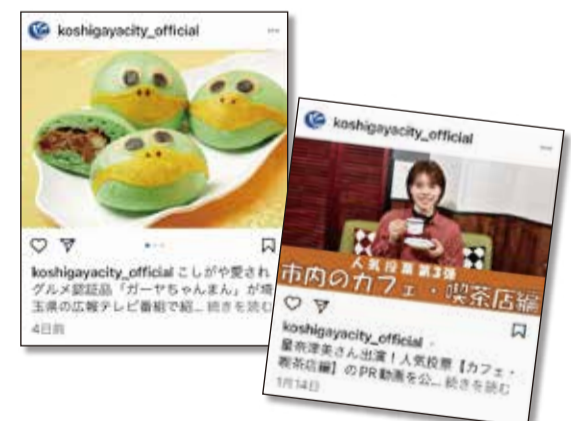 koshigayacity_official
koshigayacity_official こしがや愛され
グルメ認証品「ガーヤちゃんまん」が埼
玉県の広報テレビ番組で紹... 続きを読む
4日前
koshigayacity_official
人気投票 第3弾
市内のカフェ・喫茶店編
koshigayacity_official
星奈津美さん出演！人気投票【カフェ・
喫茶店編】のPR動画を公... 続きを読む
1月14日